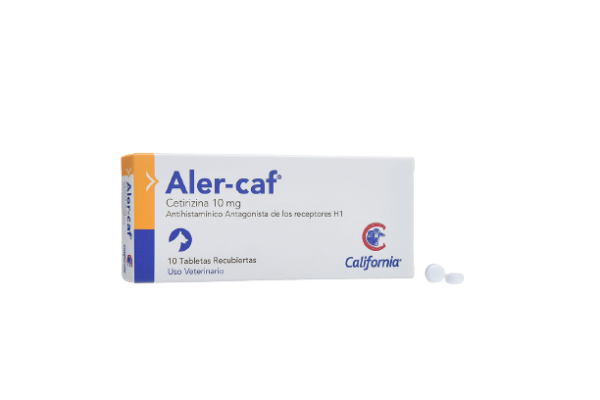 Aler-caf®
Cetirizina 10 mg
Antihistamínico Antagonista de los receptores H1
10 Tabletas Recubiertas
Uso Veterinario
California®
Aler-caf